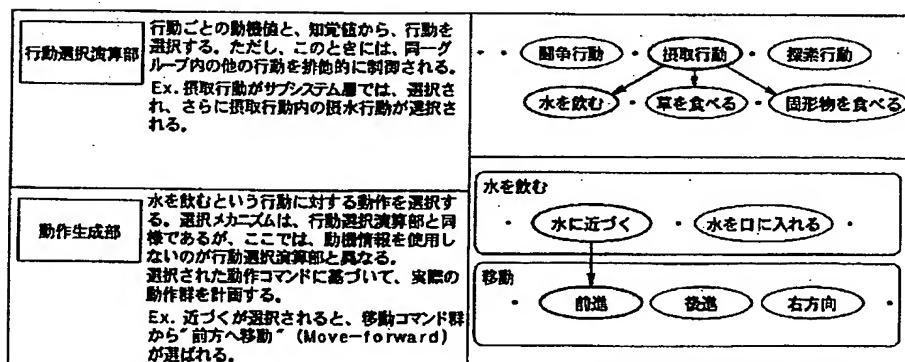 行動選択演算部
行動ごとの動機値と、知覚値から、行動を
選択する。ただし、このときには、同一グ
ループ内の他の行動を排他的に制御される。
Ex. 摂取行動がサブシステム層では、選択さ
れ、さらに摂取行動内の摂水行動が選択さ
れる。
闘争行動
摂取行動
探索行動
水を飲む
草を食べる
固形物を食べる
動作生成部
水を飲むという行動に対する動作を選択す
る。選択メカニズムは、行動選択演算部と同
様であるが、ここでは、動機情報を使用し
ないのが行動選択演算部と異なる。
選択された動作コマンドに基づいて、実際の
動作群を計画する。
Ex. 近づくが選択されると、移動コマンド群
から"前方へ移動" (Move-forward)
が選ばれる。
水を飲む
水に近づく
水を口に入れる
移動
前進
後進
右方向